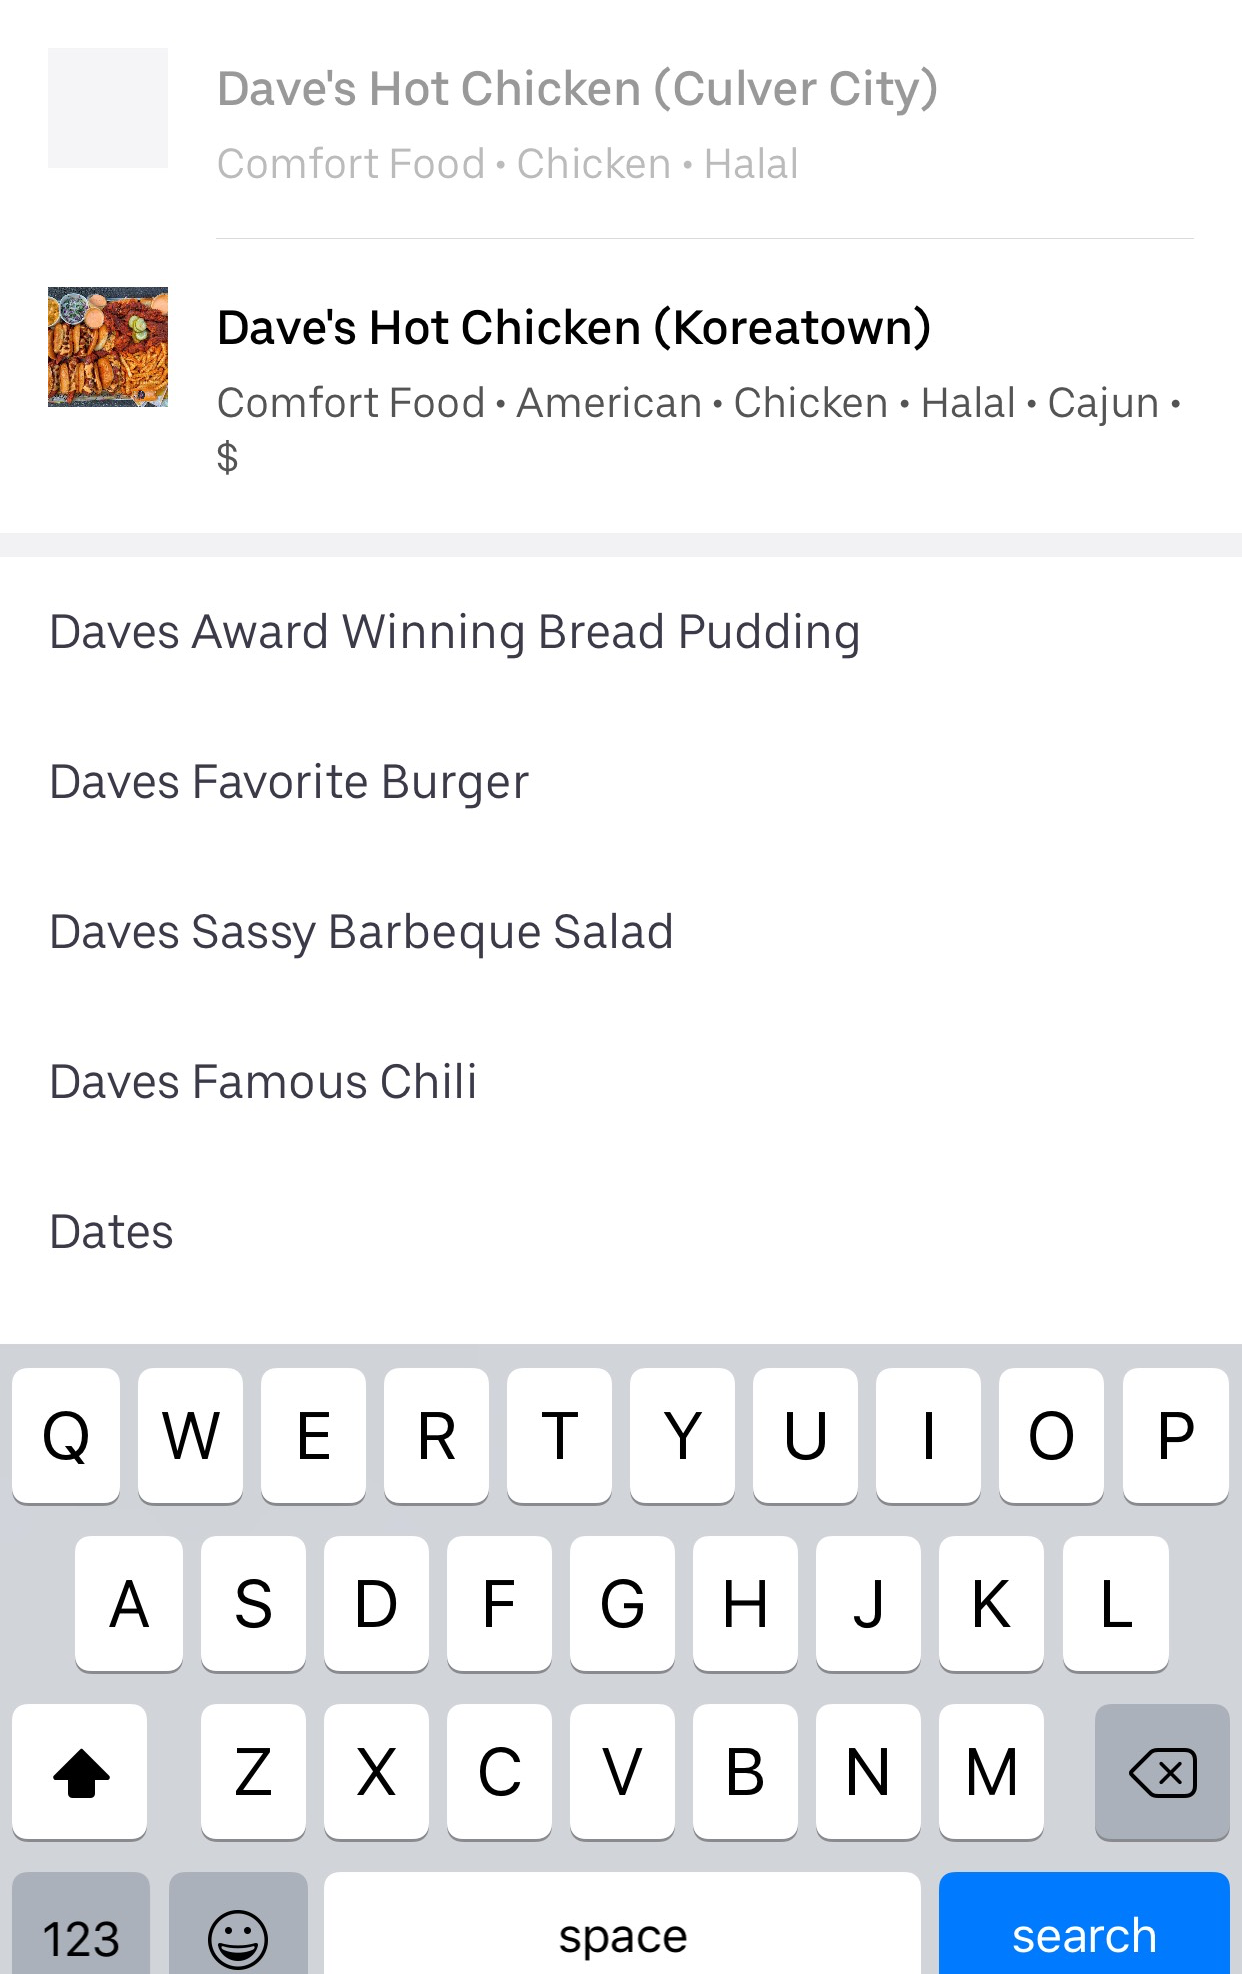 Dave's Hot Chicken (Culver City)
Comfort Food • Chicken • Halal
Dave's Hot Chicken (Koreatown)
Comfort Food • American • Chicken • Halal • Cajun •
$
Daves Award Winning Bread Pudding
Daves Favorite Burger
Daves Sassy Barbeque Salad
Daves Famous Chili
Dates
Q W E R T Y U I O P
A S D F G H J K L
Z X C V B N M
123 space search